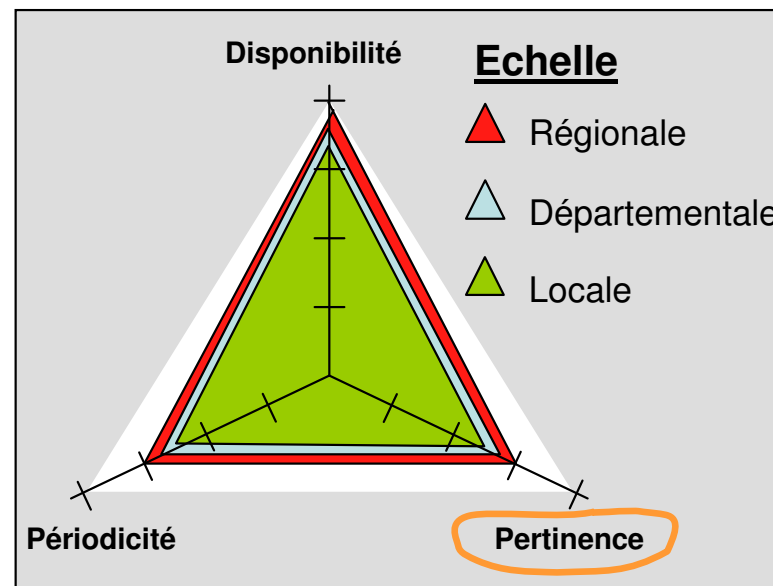 Disponibilité
Echelle
Régionale
Départementale
Locale
Périodicité
Pertinence